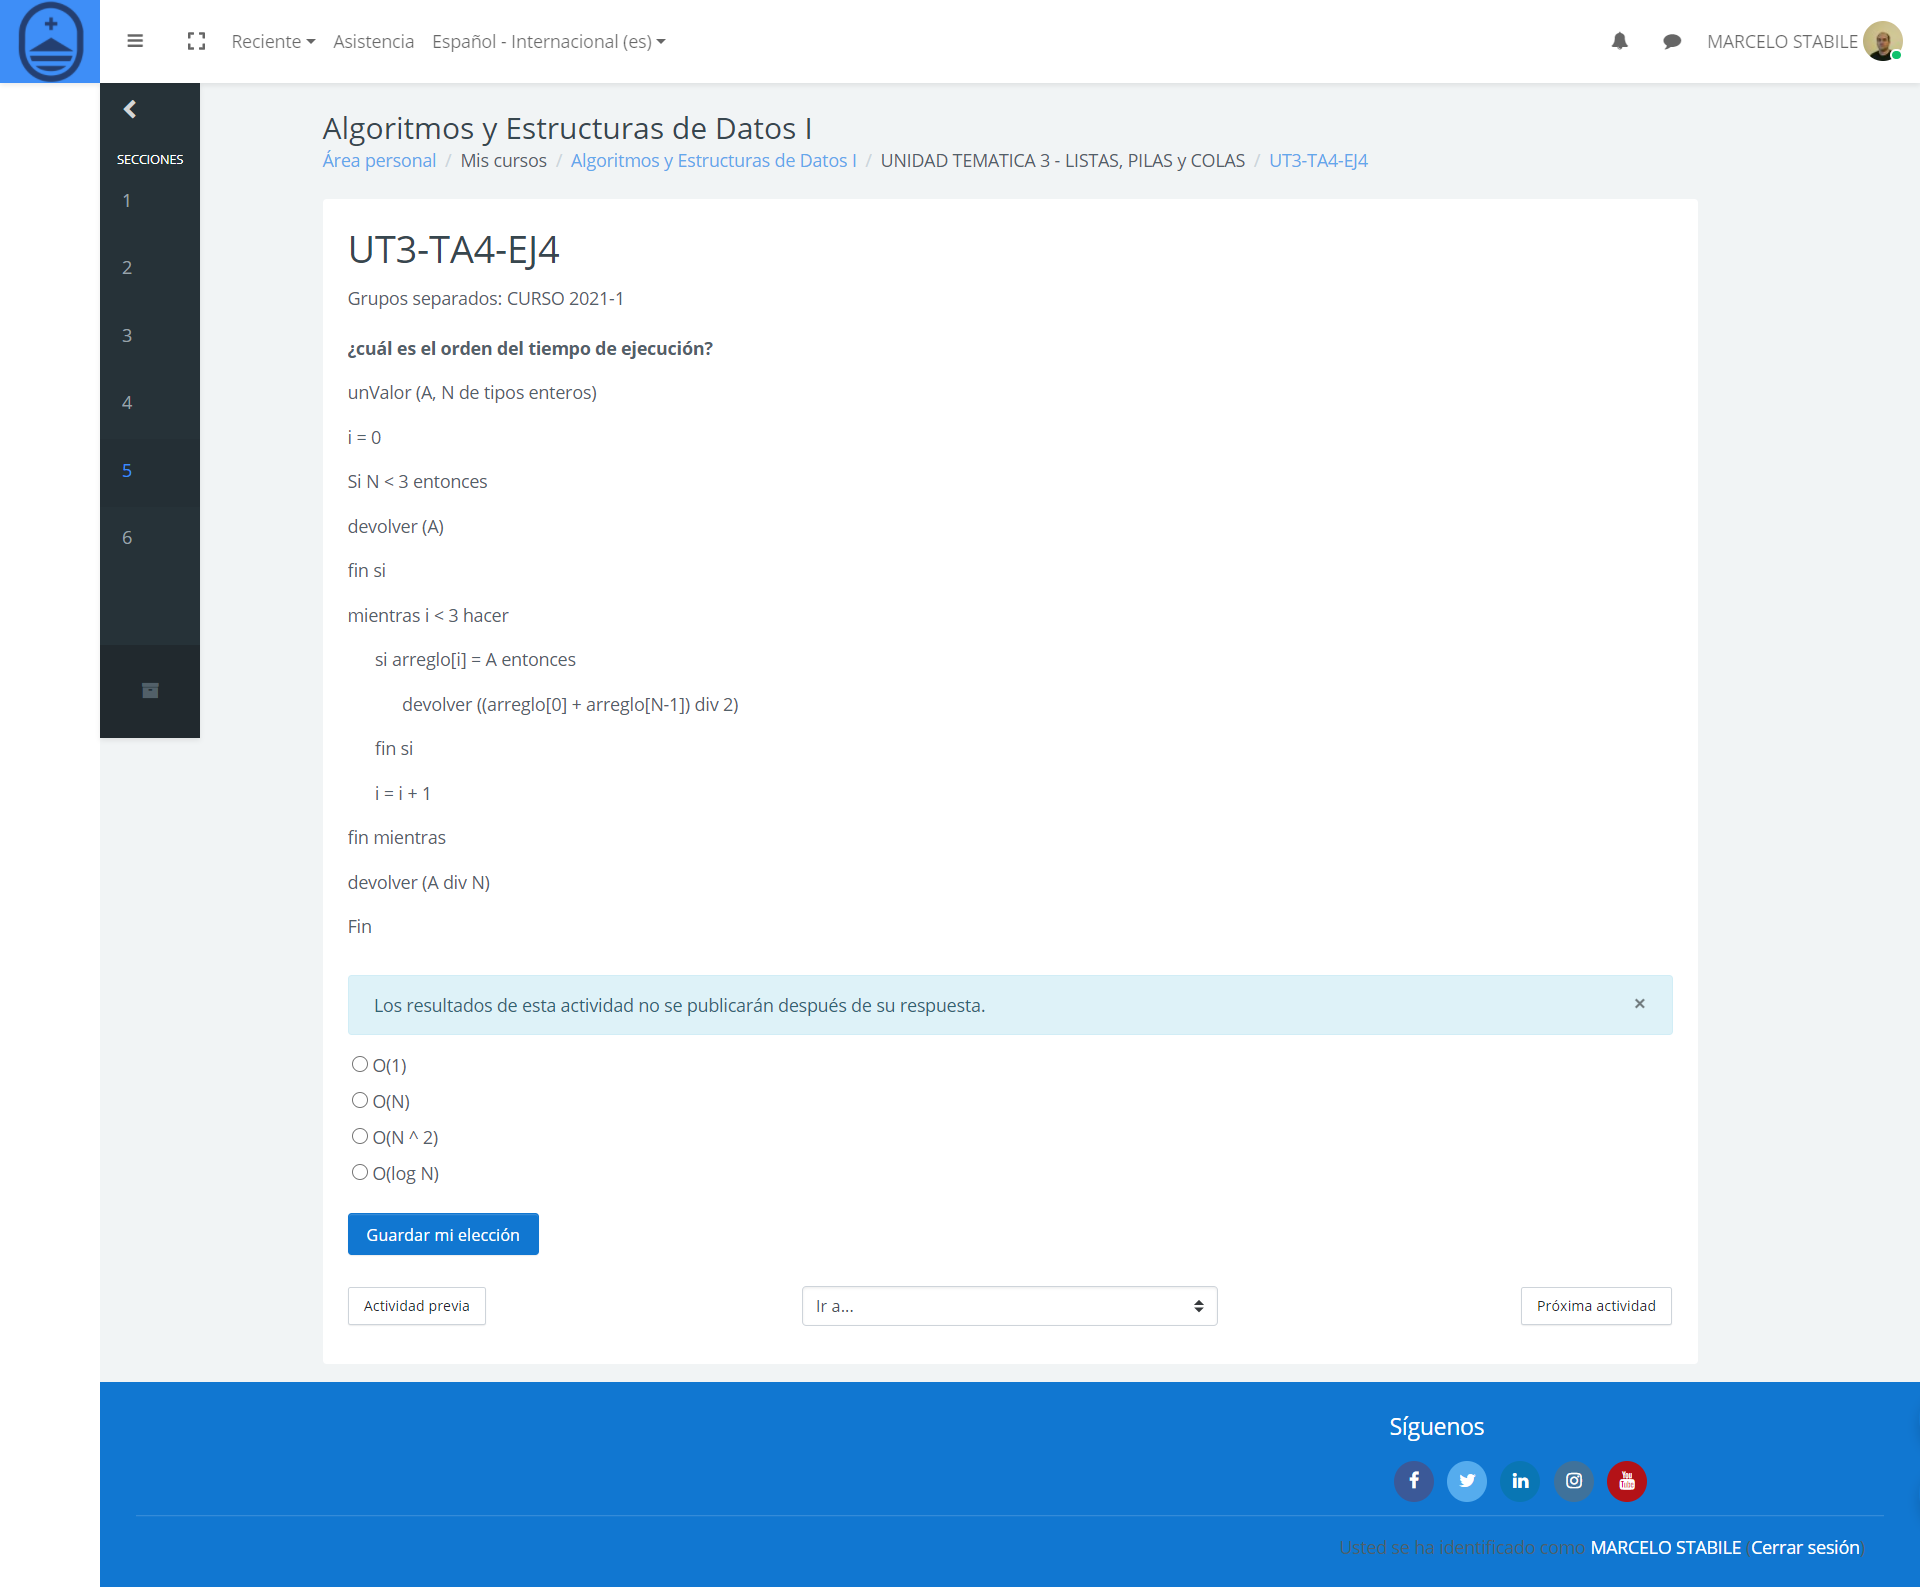 Reciente
Asistencia
Español - Internacional (es)
MARCELO STABILE
SECCIONES
1
2
3
4
5
6
Algoritmos y Estructuras de Datos I
Área personal / Mis cursos / Algoritmos y Estructuras de Datos I / UNIDAD TEMATICA 3 - LISTAS, PILAS y COLAS / UT3-TA4-EJ4
UT3-TA4-EJ4
Grupos separados: CURSO 2021-1
¿cuál es el orden del tiempo de ejecución?
unValor (A, N de tipos enteros)
i = 0
Si N < 3 entonces
devolver (A)
fin si
mientras i < 3 hacer
si arreglo[i] = A entonces
devolver ((arreglo[0] + arreglo[N-1]) div 2)
fin si
i = i + 1
fin mientras
devolver (A div N)
Fin
Los resultados de esta actividad no se publicarán después de su respuesta.
×
O(1)
O(N)
O(N ^ 2)
O(log N)
Guardar mi elección
Actividad previa
Ir a...
Próxima actividad
Síguenos
You Tube
Usted se ha identificado como MARCELO STABILE (Cerrar sesión)